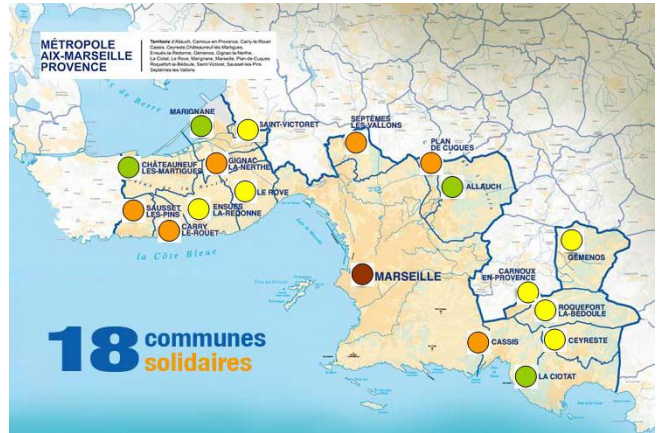 MÉTROPOLE
AIX-MARSEILLE
PROVENCE
Territoire d'Allauch, Carnoux-en-Provence, Carry-le-Rouet
Cassis, Ceyreste, Châteauneuf-lès-Martigues,
Ensuès-la-Redonne, Gémenos, Gignac-la-Nerthe,
La Ciotat, Le Rove, Marignane, Marseille, Plan-de-Cuques
Roquefort-la-Bédoule, Saint-Victoret, Sausset-les-Pins
Septèmes-les-Vallons.
MARIGNANE
SAINT-VICTORET
SEPTÈMES
LES VALLONS
PLAN
DE CUQUES
CHÂTEAUNEUF
LES MARTIGUES
GIGNAC
LA-NERTHE
ALLAUCH
LE ROVE
SAUSSET
LES-PINS
ENSUÈS
LA-REDONNE
CARRY
LE-ROUET
la Côte Bleue
GÉMENOS
MARSEILLE
CARNOUX
EN-PROVENCE
ROQUEFORT
LA-BÉDOULE
CASSIS
CEYRESTE
LA CIOTAT
18 communes
solidaires